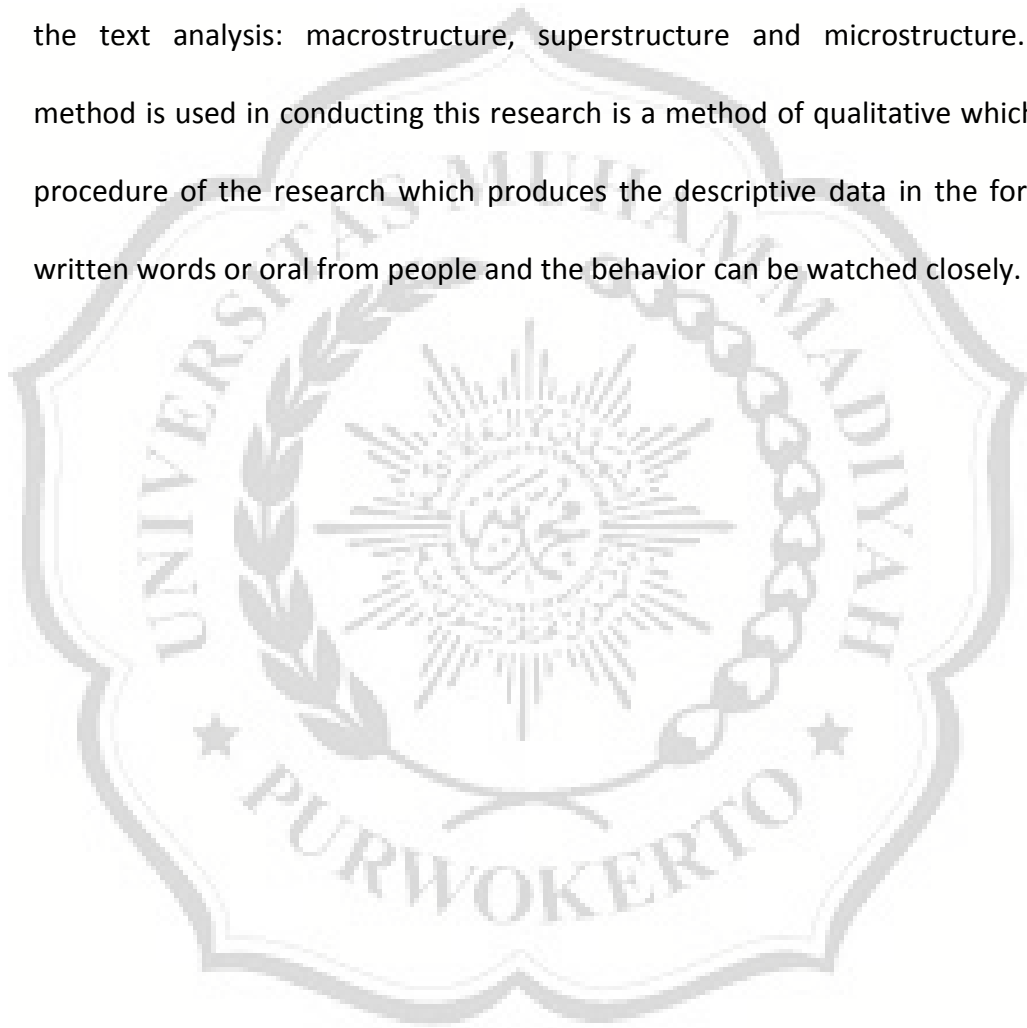 the text analysis: macrostructure, superstructure and microstructure.
method is used in conducting this research is a method of qualitative which
procedure of the research which produces the descriptive data in the for
written words or oral from people and the behavior can be watched closely.
UNIVERSITAS MUHAMMADIYAH
★ PURWOKERTO ★